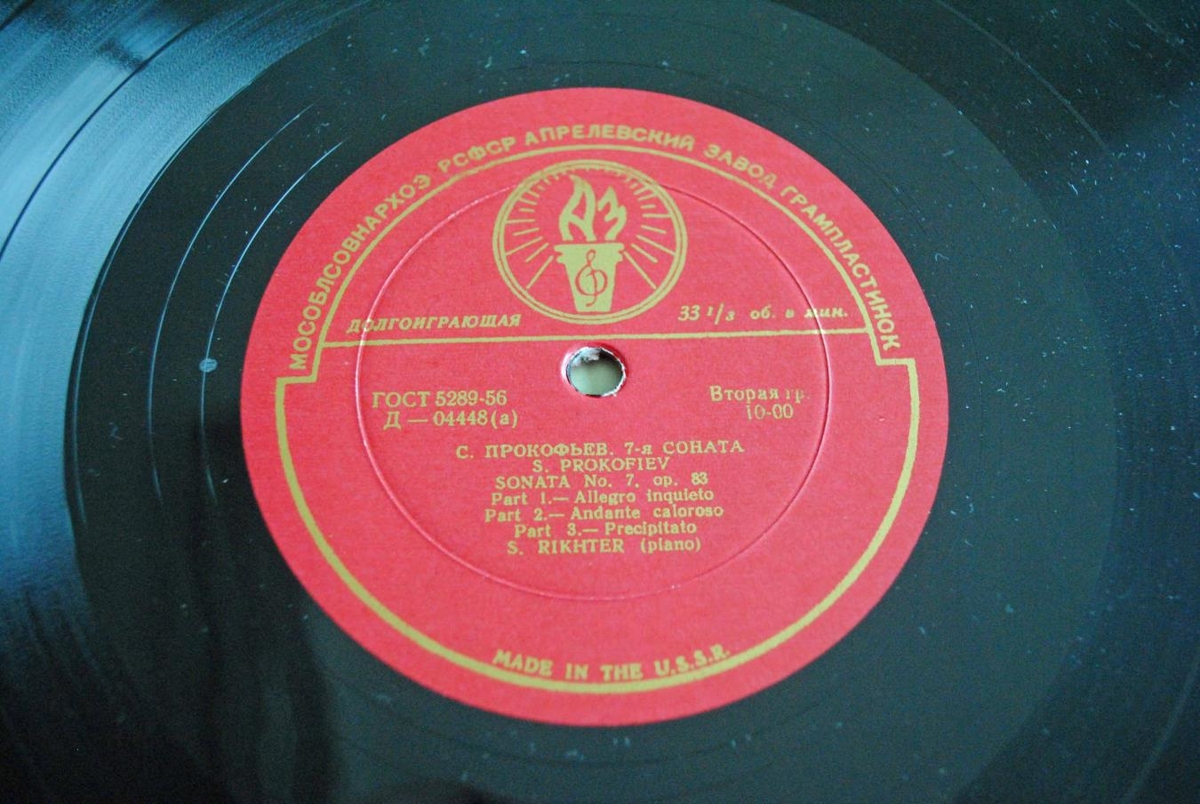 МОСОБЛСОВНАРХОЗ РСФСР АПРЕЛЕВСКИЙ ЗАВОД ГРАМПЛАСТИНОК
АЗ
ДОЛГОИГРАЮЩАЯ
33 1/3 об. в мин.
ГОСТ 5289-56
Д — 04448(а)
Вторая гр.
10-00
С. ПРОКОФЬЕВ. 7-я СОНАТА
S. PROKOFIEV
SONATA No. 7, op. 83
Part 1.— Allegro inquieto
Part 2.— Andante caloroso
Part 3.— Precipitato
S. RIKHTER (piano)
MADE IN THE U.S.S.R.